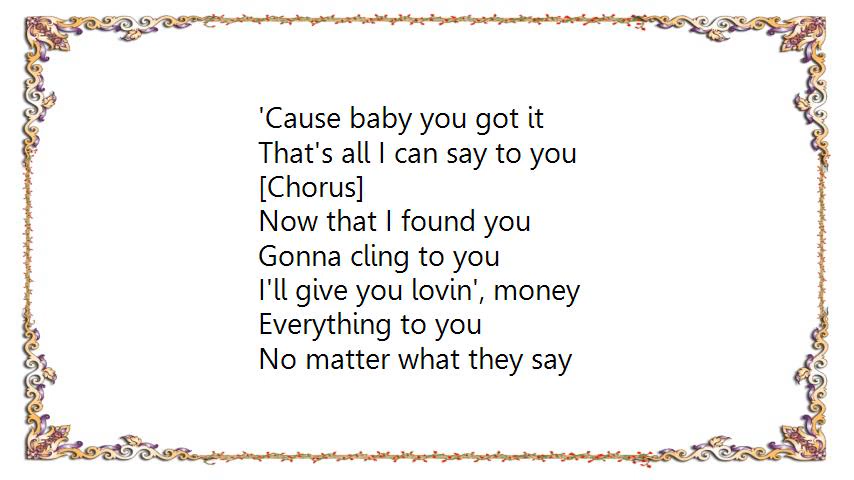 'Cause baby you got it
That's all I can say to you
[Chorus]
Now that I found you
Gonna cling to you
I'll give you lovin', money
Everything to you
No matter what they say